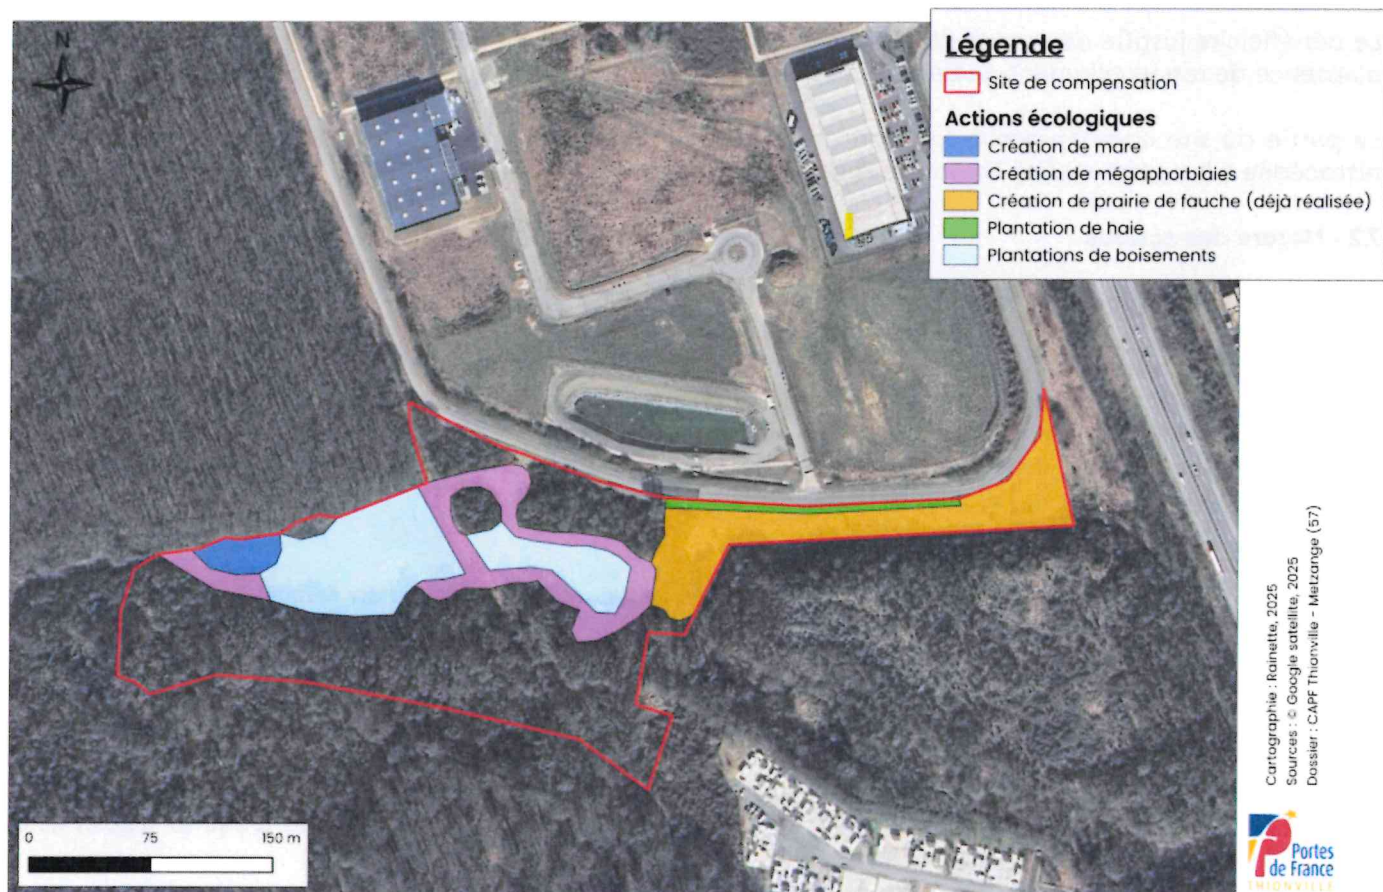 N
Légende
Site de compensation
Actions écologiques
Création de mare
Création de mégaphorbiaies
Création de prairie de fauche (déjà réalisée)
Plantation de haie
Plantations de boisements
0 75 150 m
Cartographie : Rainette, 2025
Sources : © Google satellite, 2025
Dossier : CAPF Thionville - Metzange (57)
Portes
de France
THIONVILLE